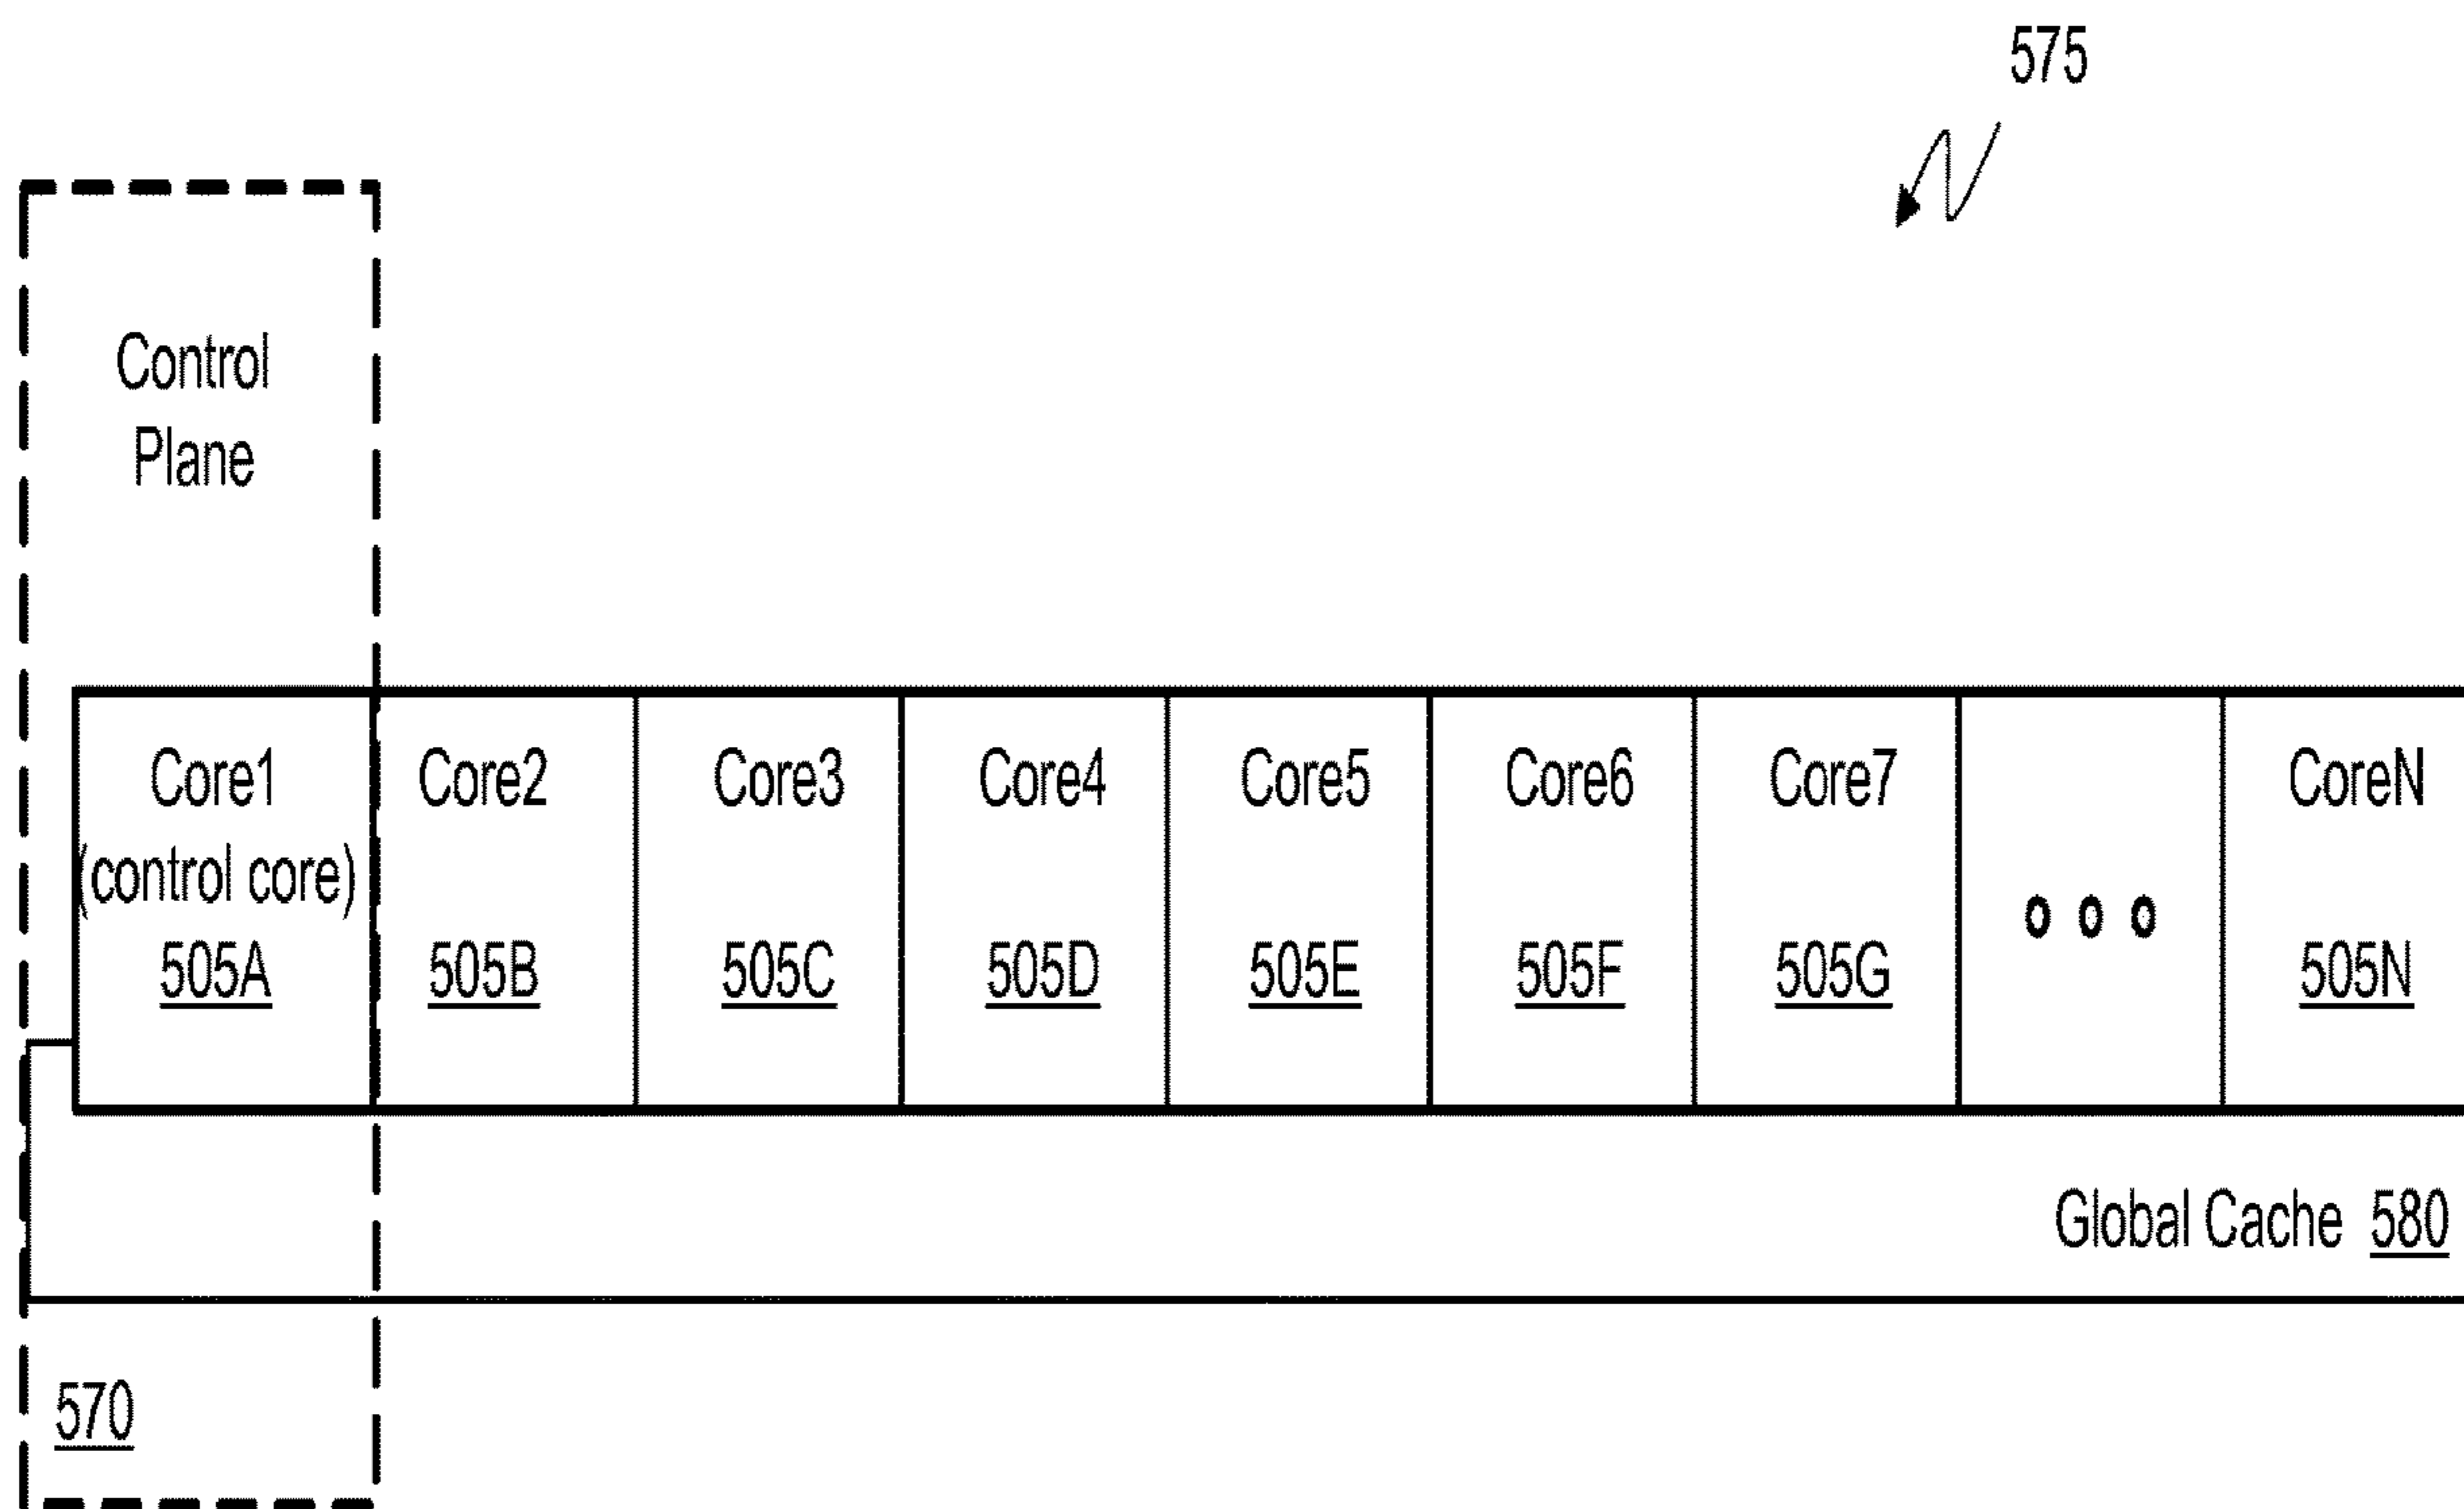 575
Control
Plane
Core1 Core2 Core3 Core4 Core5 Core6 Core7 CoreN
(control core)
505A 505B 505C 505D 505E 505F 505G 505N
Global Cache 580
570